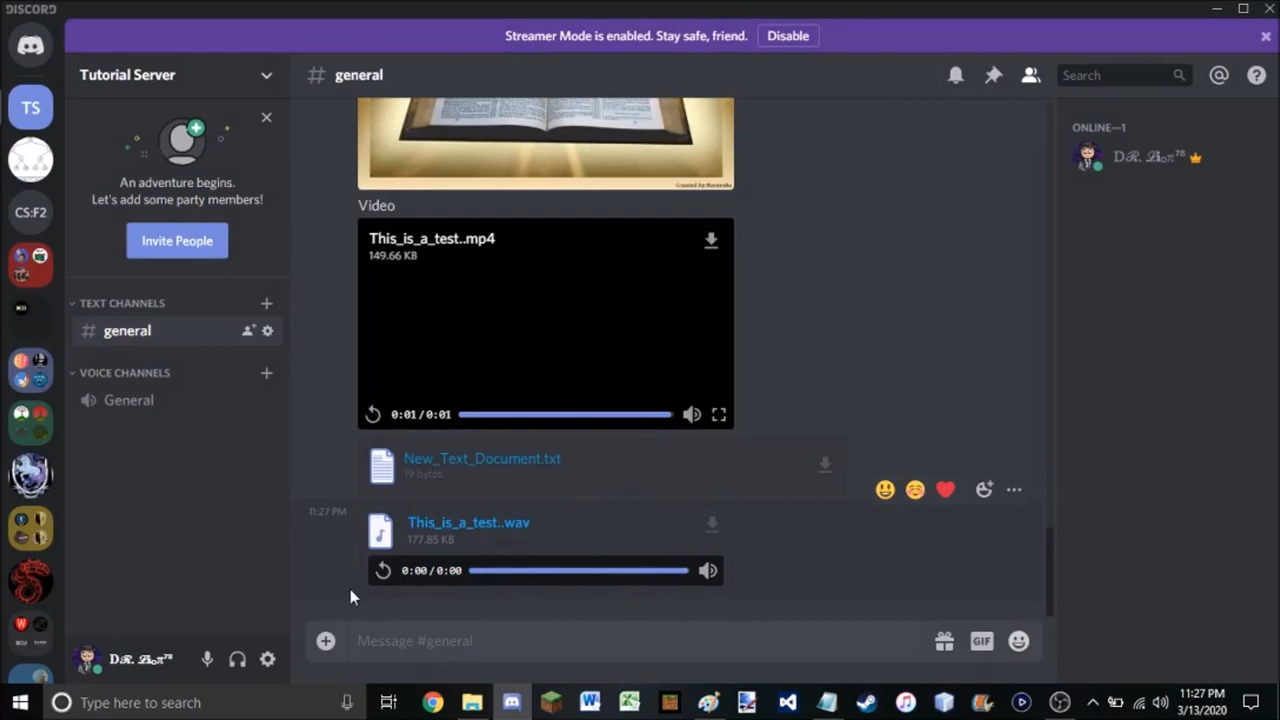 DISCORD
Streamer Mode is enabled. Stay safe, friend.
Disable
Tutorial Server
general
Search
TS
CS:F2
An adventure begins.
Let's add some party members!
Invite People
TEXT CHANNELS
general
VOICE CHANNELS
General
Video
This_is_a_test..mp4
149.66 KB
0:01/0:01
New_Text_Document.txt
19 bytes
11:27 PM
This_is_a_test..wav
177.85 KB
0:00/0:00
Message #general
GIF
ONLINE—1
Type here to search
11:27 PM
3/13/2020